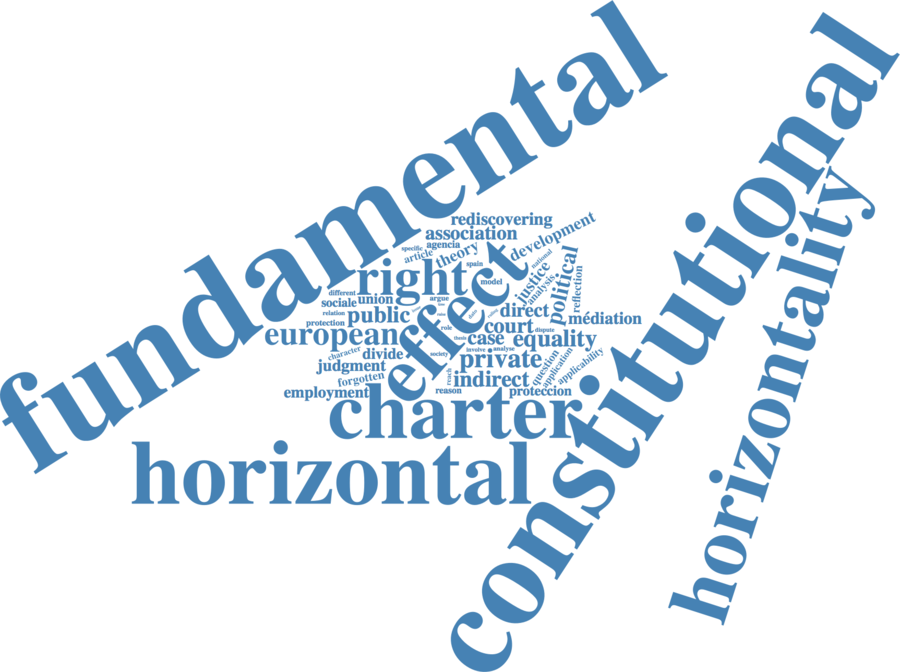 fundamental
constitutional
horizontality
rediscovering
association
development
specific
agencia
article
theory
spain
national
right
effect
model
justice
analysis
political
reflection
different
sociale
union
argue
relation
public
direct
médiation
protection
role
court
dispute
european
thesis
case
equality
character
divide
society
involve
analyse
private
judgment
question
application
applicability
forgotten
indirect
employment
reason
proteccion
charter
horizontal